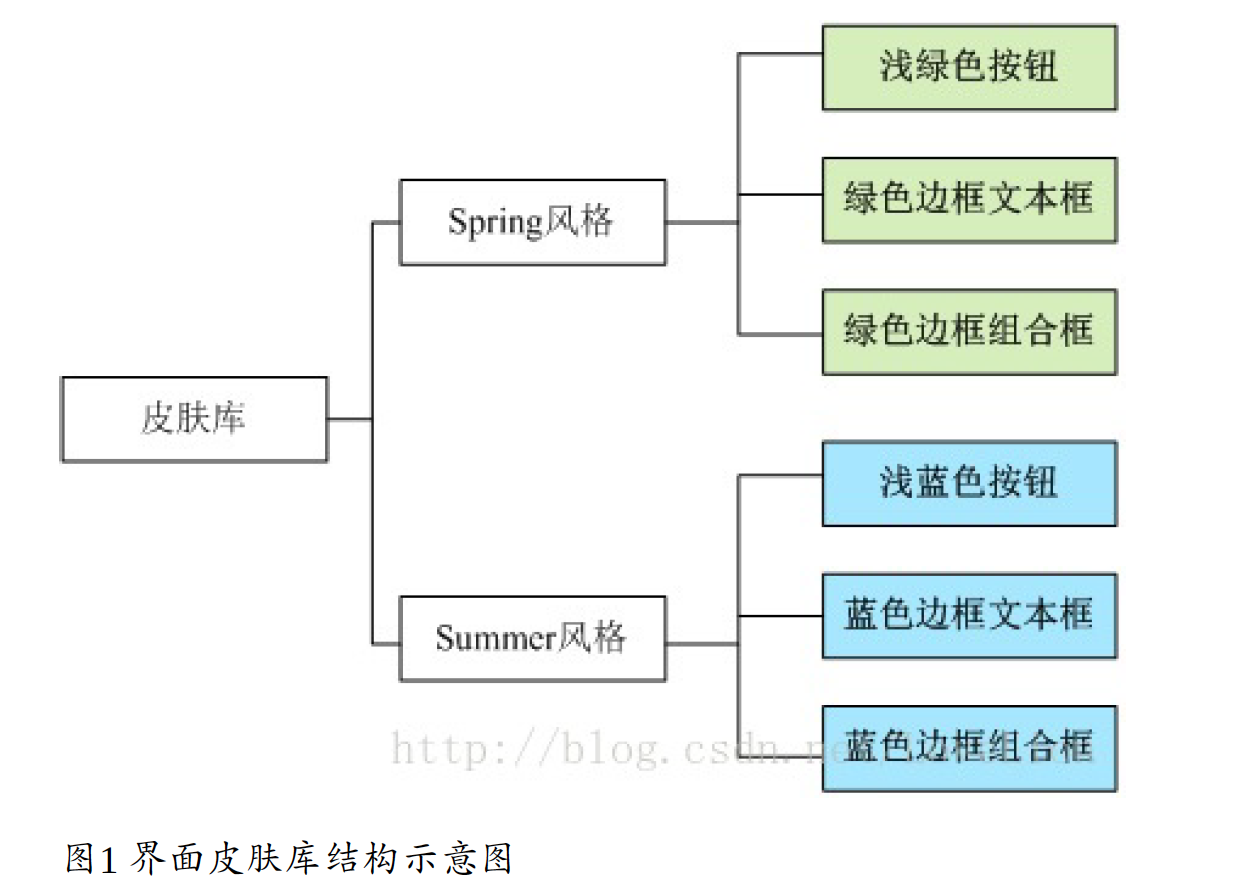 浅绿色按钮
绿色边框文本框
Spring风格
绿色边框组合框
皮肤库
浅蓝色按钮
蓝色边框文本框
Summer风格
蓝色边框组合框
http://blog.csdn.ne
图1 界面皮肤库结构示意图